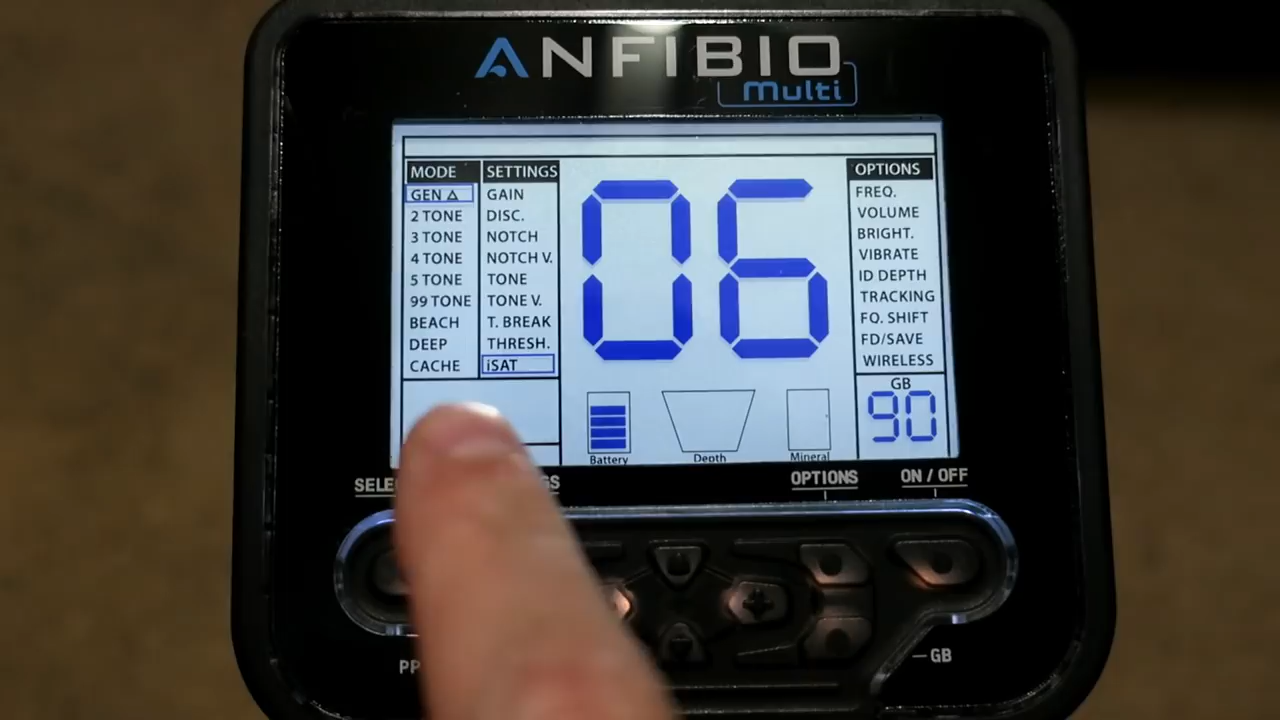 ANFIBIO
Multi
MODE
GEN
2 TONE
3 TONE
4 TONE
5 TONE
99 TONE
BEACH
DEEP
CACHE
SETTINGS
GAIN
DISC.
NOTCH
NOTCH V.
TONE
TONE V.
T. BREAK
THRESH.
iSAT
06
Battery
Depth
Mineral
OPTIONS
FREQ.
VOLUME
BRIGHT.
VIBRATE
ID DEPTH
TRACKING
FQ. SHIFT
FD/SAVE
WIRELESS
GB
90
OPTIONS
ON / OFF
GB